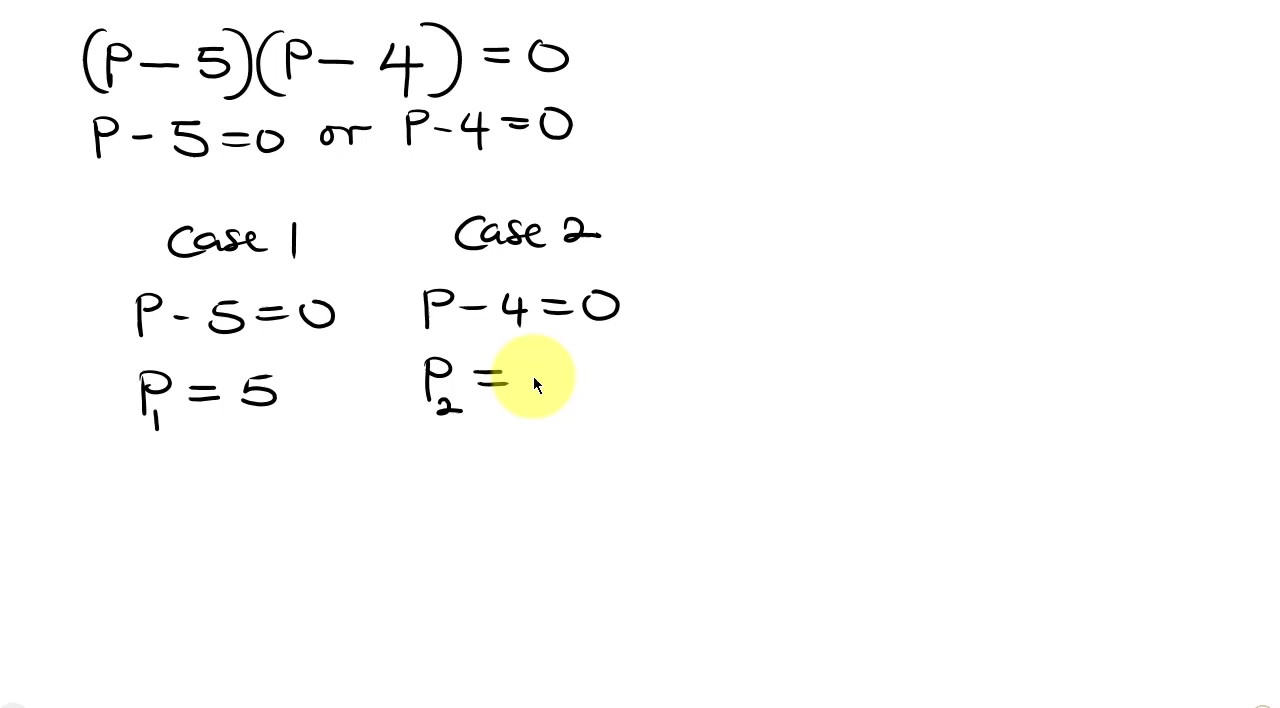 (P - 5)(P - 4) = 0
P - 5 = 0 or P - 4 = 0
Case 1 Case 2
P - 5 = 0 P - 4 = 0
P₁ = 5 P₂ =